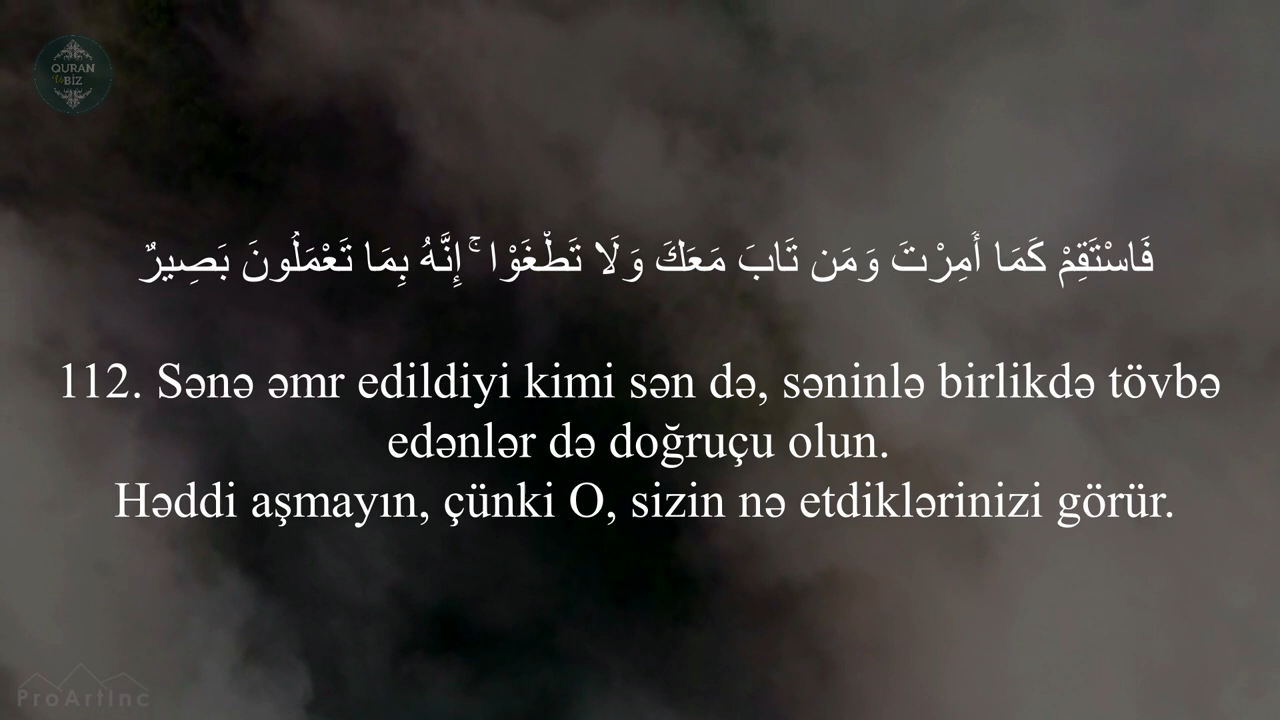 QURAN
və BİZ
فَاسْتَقِمْ كَمَا أَمِرْتَ وَمَن تَابَ مَعَكَ وَلَا تَطْغَوْا ۚ إِنَّهُ بِمَا تَعْمَلُونَ بَصِيرٌ
112. Sənə əmr edildiyi kimi sən də, səninlə birlikdə tövbə
edənlər də doğruçu olun.
Həddi aşmayın, çünki O, sizin nə etdiklərinizi görür.
ProArtInc